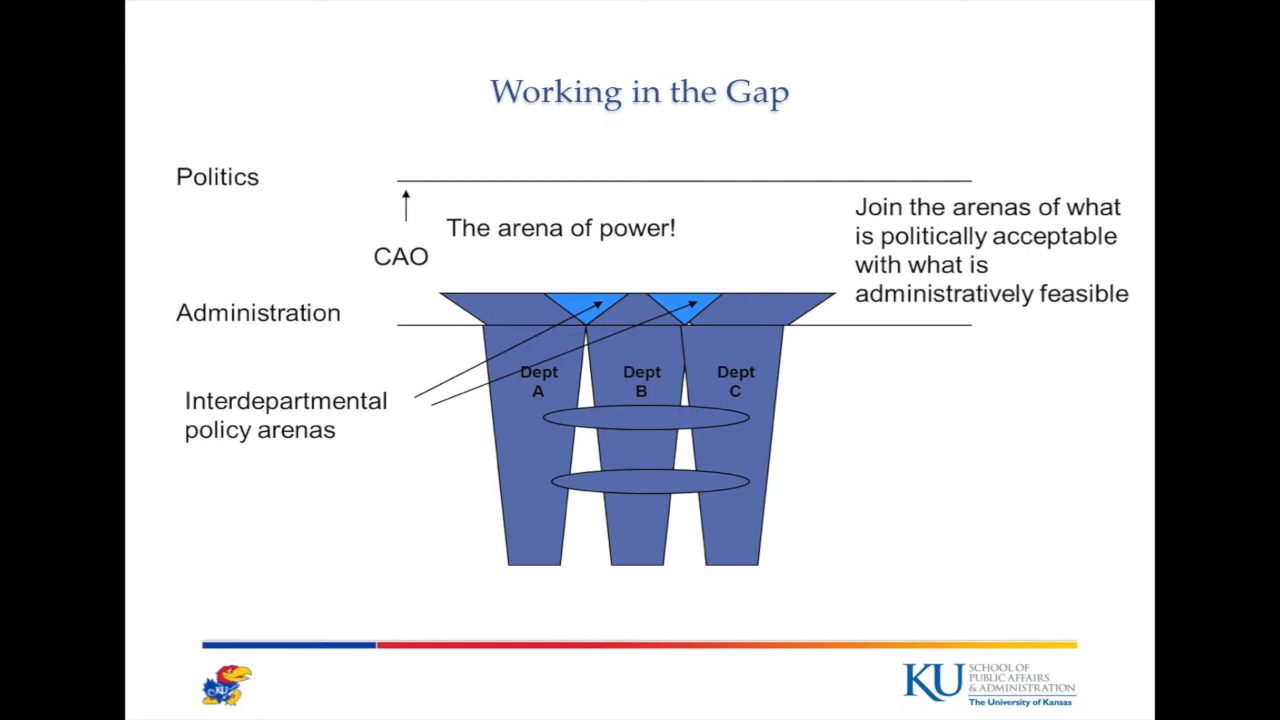 Working in the Gap
Politics
The arena of power!
CAO
Join the arenas of what
is politically acceptable
with what is
administratively feasible
Administration
Dept
A
Dept
B
Dept
C
Interdepartmental
policy arenas
KU
KU
SCHOOL OF
PUBLIC AFFAIRS
& ADMINISTRATION
The University of Kansas